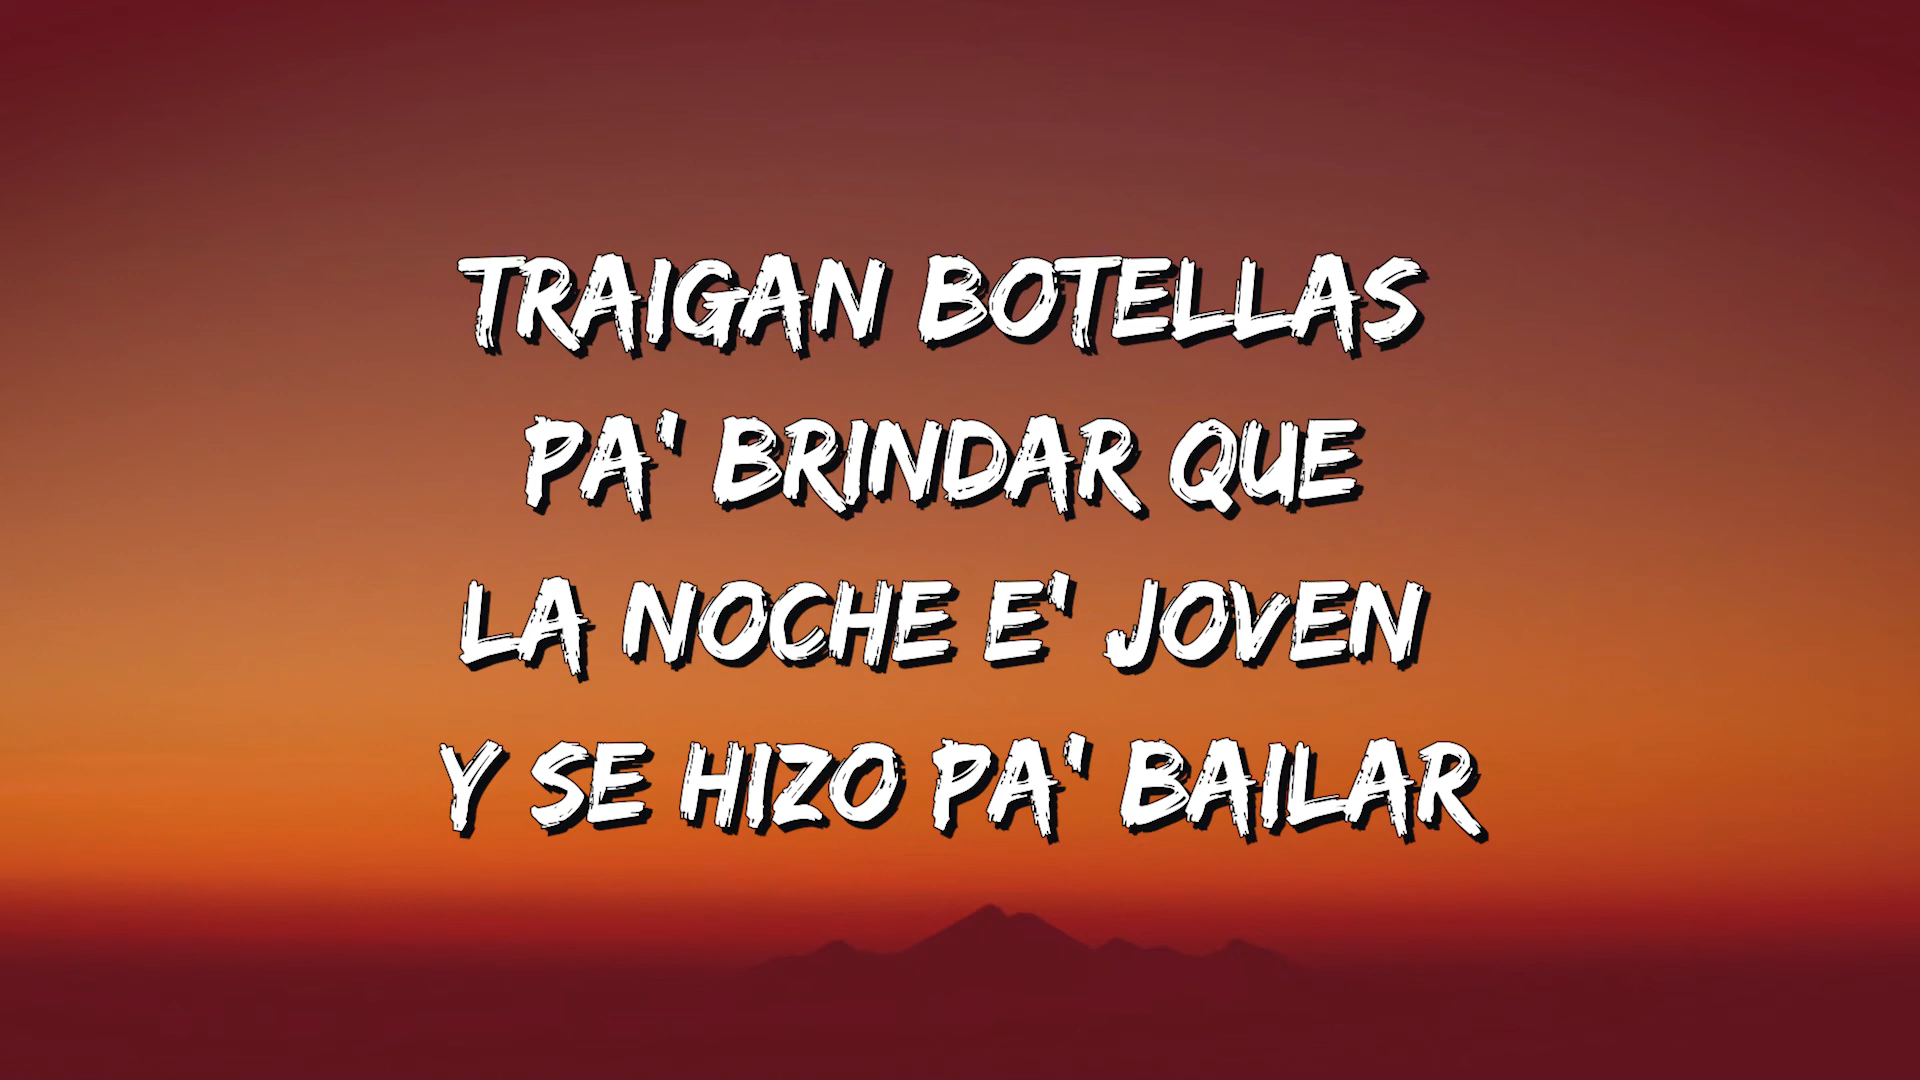 TRAIGAN BOTELLAS
PA' BRINDAR QUE
LA NOCHE E' JOVEN
Y SE HIZO PA' BAILAR